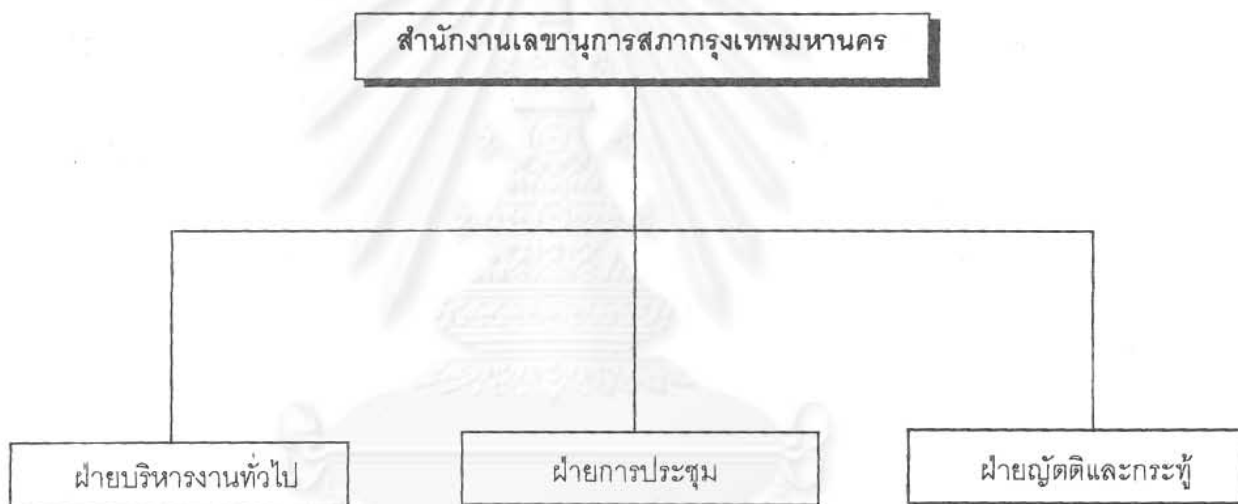 สำนักงานเลขานุการสภากรุงเทพมหานคร
ฝ่ายบริหารงานทั่วไป
ฝ่ายการประชุม
ฝ่ายญัตติและกระทู้